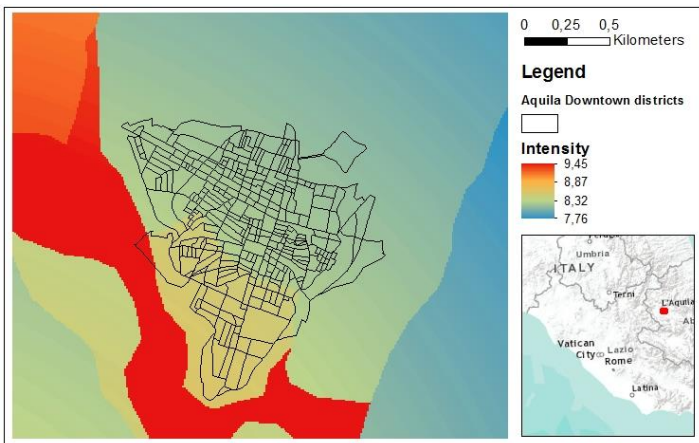 0 0,25 0,5
Kilometers
Legend
Aquila Downtown districts
Intensity
9,45
8,87
8,32
7,76
Umbria
ITALY
Terni
L'Aquila
Ab
Vatican
City
Lazio
Rome
Latina